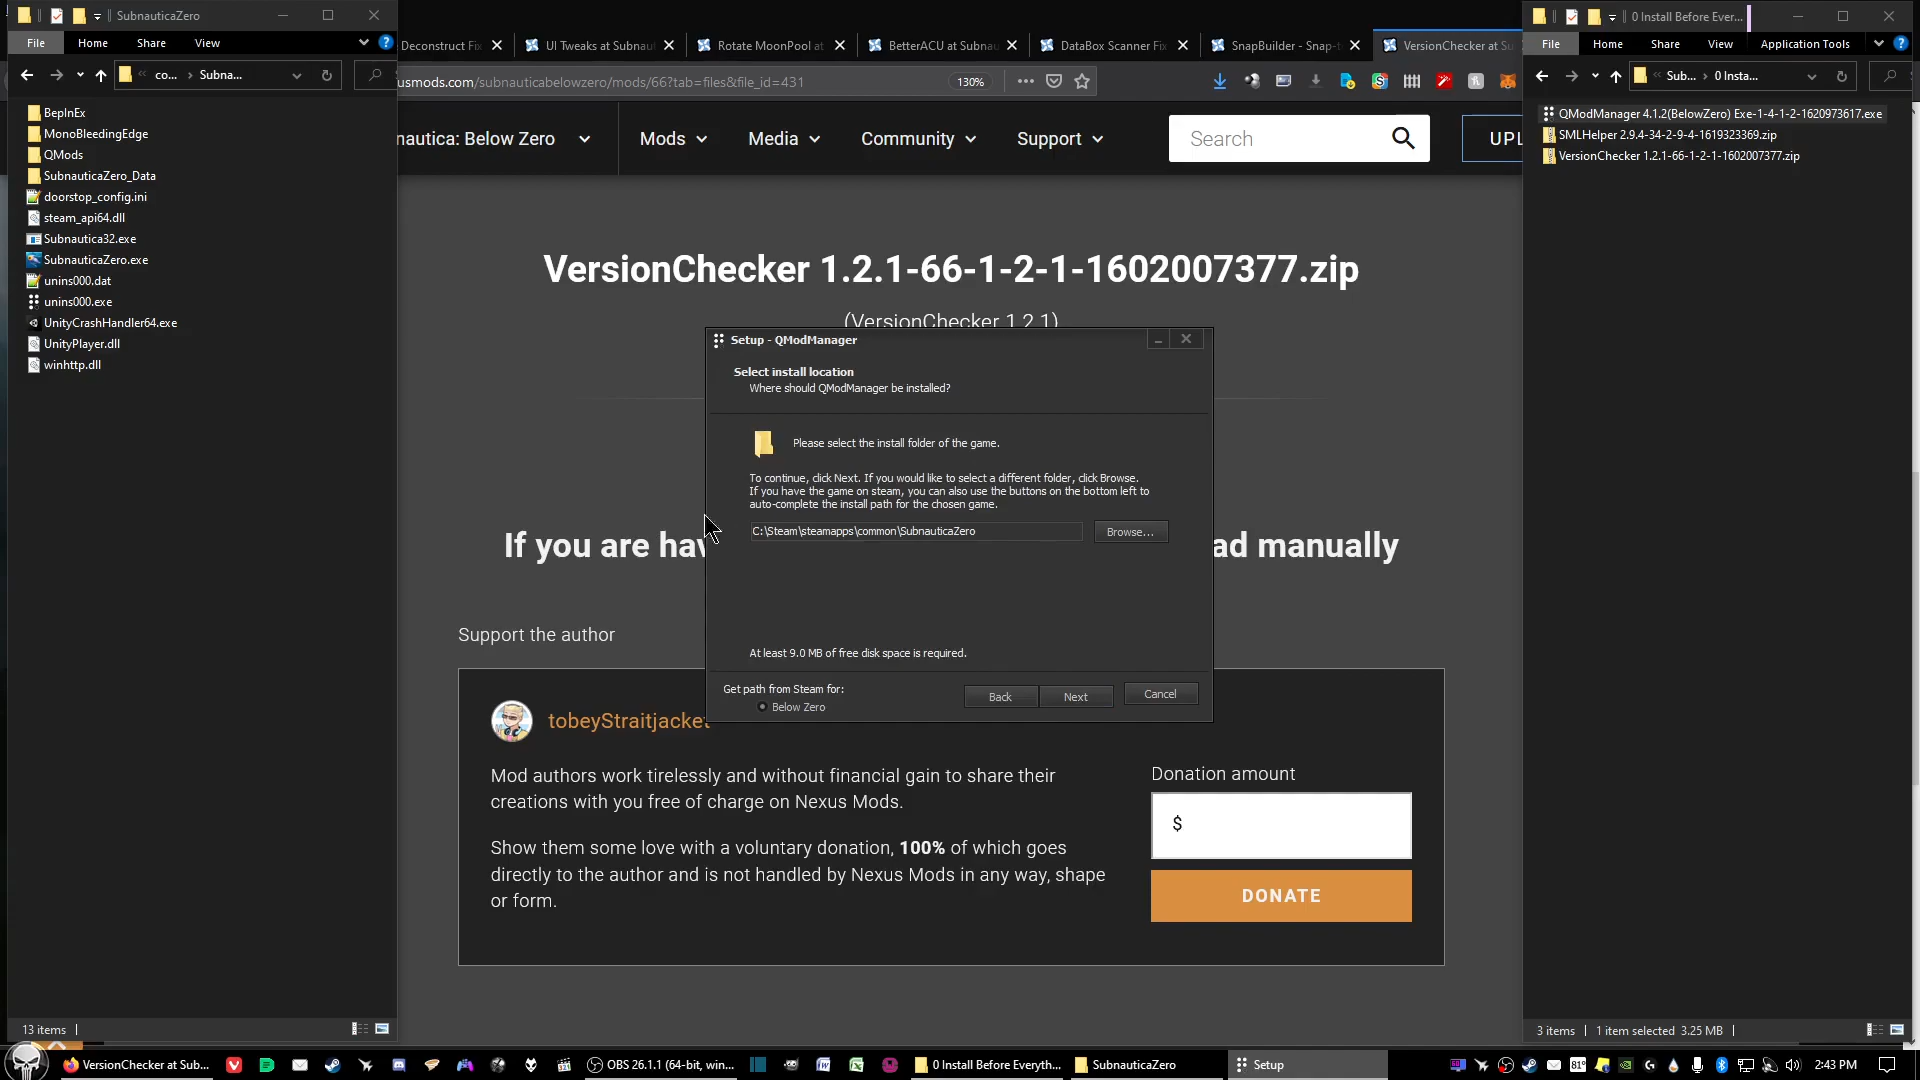 SubnauticaZero
File
Home
Share
View
co...
Subna...
BepInEx
MonoBleedingEdge
QMods
SubnauticaZero_Data
doorstop_config.ini
steam_api64.dll
Subnautica32.exe
SubnauticaZero.exe
unins000.dat
unins000.exe
UnityCrashHandler64.exe
UnityPlayer.dll
winhttp.dll
13 items
Deconstruct Fix
UI Tweaks at Subnau
Rotate MoonPool at
BetterACU at Subnau
DataBox Scanner Fix
SnapBuilder - Snap-t
VersionChecker at Su
usmods.com/subnauticabelowzero/mods/66?tab=files&file_id=431
130%
nautica: Below Zero
Mods
Media
Community
Support
Search
UPL
VersionChecker 1.2.1-66-1-2-1-1602007377.zip
(VersionChecker 1.2.1)
If you are hav
ad manually
Setup - QModManager
Select install location
Where should QModManager be installed?
Please select the install folder of the game.
To continue, click Next. If you would like to select a different folder, click Browse.
If you have the game on steam, you can also use the buttons on the bottom left to
auto-complete the install path for the chosen game.
C:\Steam\steamapps\common\SubnauticaZero
Browse...
At least 9.0 MB of free disk space is required.
Get path from Steam for:
Below Zero
Back
Next
Cancel
Support the author
tobeyStraitjacket
Mod authors work tirelessly and without financial gain to share their
creations with you free of charge on Nexus Mods.
Show them some love with a voluntary donation, 100% of which goes
directly to the author and is not handled by Nexus Mods in any way, shape
or form.
Donation amount
$
DONATE
0 Install Before Ever...
File
Home
Share
View
Application Tools
Sub...
0 Insta...
QModManager 4.1.2(BelowZero) Exe-1-4-1-2-1620973617.exe
SMLHelper 2.9.4-34-2-9-4-1619323369.zip
VersionChecker 1.2.1-66-1-2-1-1602007377.zip
3 items
1 item selected 3.25 MB
VersionChecker at Sub...
OBS 26.1.1 (64-bit, win...
0 Install Before Everyth...
SubnauticaZero
Setup
81°
2:43 PM